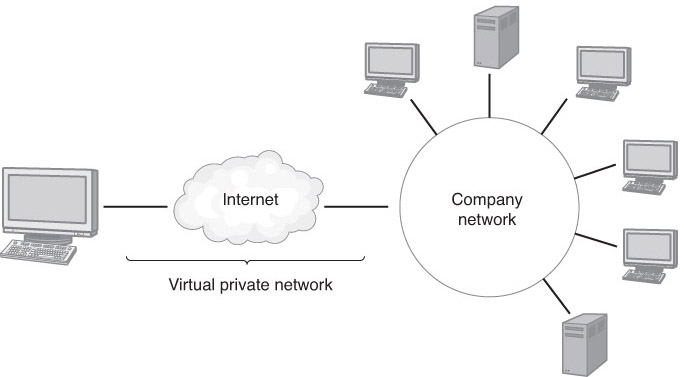 Internet
Company
network
Virtual private network